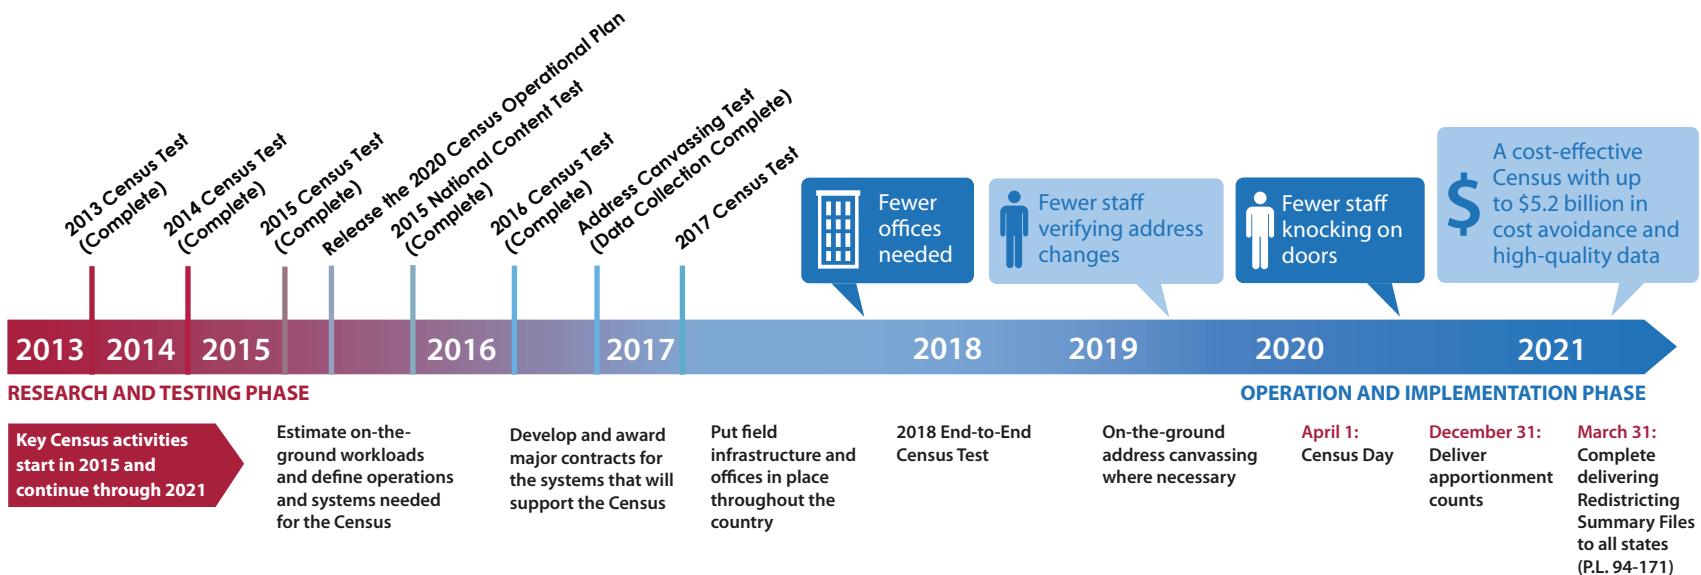 2013 Census Test
(Complete)
2014 Census Test
(Complete)
2015 Census Test
(Complete)
Release the 2020 Census Operational Plan
2015 National Content Test
(Complete)
2016 Census Test
(Complete)
Address Canvassing Test
(Data Collection Complete)
2017 Census Test
Fewer
offices
needed
Fewer staff
verifying address
changes
Fewer staff
knocking on
doors
$
A cost-effective
Census with up
to $5.2 billion in
cost avoidance and
high-quality data
2013
2014
2015
2016
2017
2018
2019
2020
2021
RESEARCH AND TESTING PHASE
OPERATION AND IMPLEMENTATION PHASE
Key Census activities
start in 2015 and
continue through 2021
Estimate on-the-
ground workloads
and define operations
and systems needed
for the Census
Develop and award
major contracts for
the systems that will
support the Census
Put field
infrastructure and
offices in place
throughout the
country
2018 End-to-End
Census Test
On-the-ground
address canvassing
where necessary
April 1:
Census Day
December 31:
Deliver
apportionment
counts
March 31:
Complete
delivering
Redistricting
Summary Files
to all states
(P.L. 94-171)